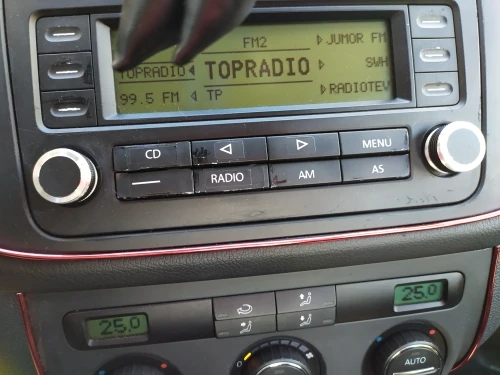 FM2 JUMOR FM
TOPRADIO TOPRADIO SWH
99.5 FM TP RADIOTEV
CD MENU
RADIO AM AS
25.0 25.0
AUTO